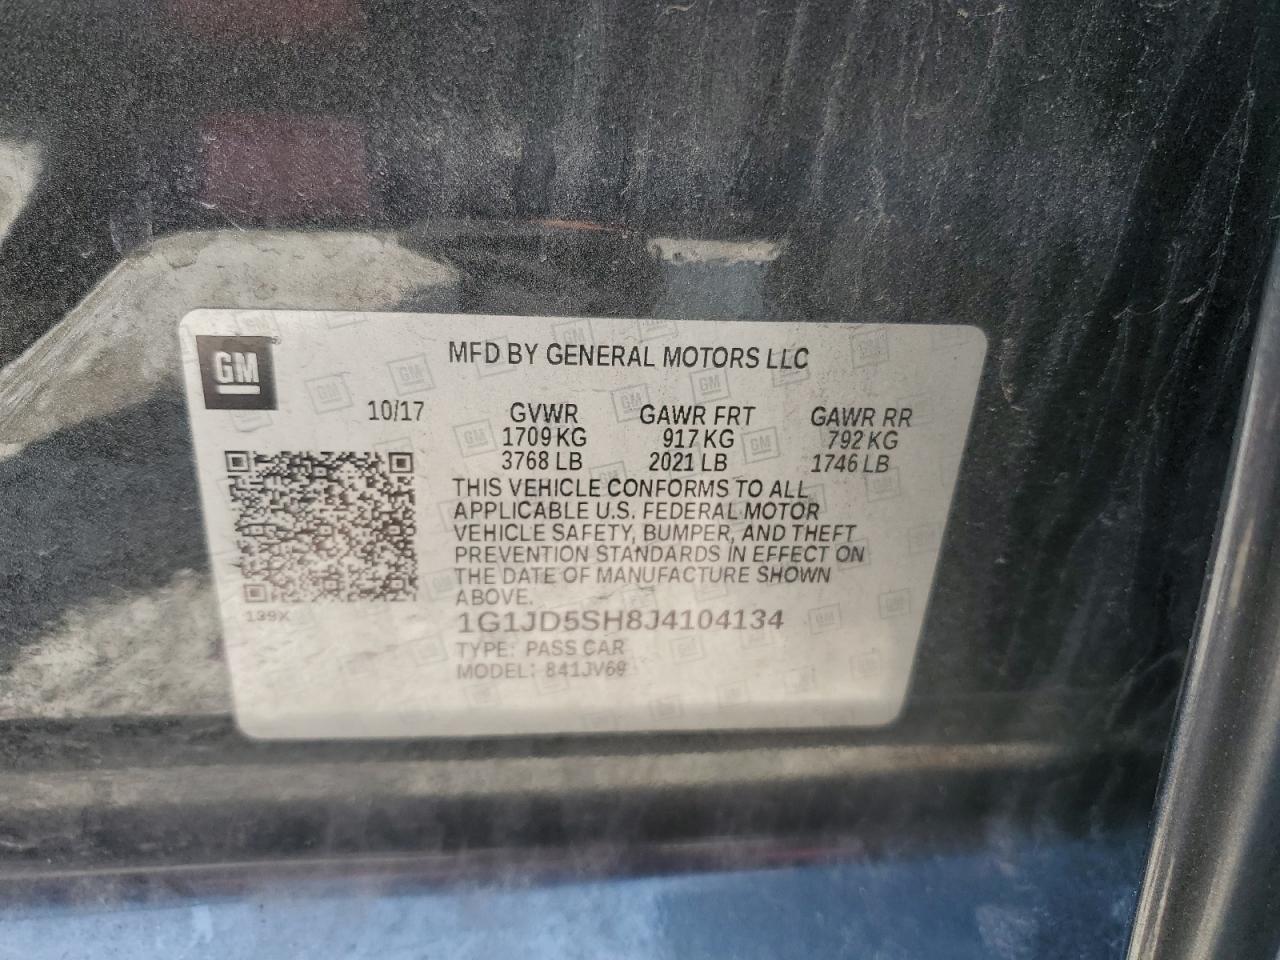 GM
MFD BY GENERAL MOTORS LLC
10/17 GVWR GAWR FRT GAWR RR
1709 KG 917 KG 792 KG
3768 LB 2021 LB 1746 LB
THIS VEHICLE CONFORMS TO ALL
APPLICABLE U.S. FEDERAL MOTOR
VEHICLE SAFETY, BUMPER, AND THEFT
PREVENTION STANDARDS IN EFFECT ON
THE DATE OF MANUFACTURE SHOWN
ABOVE.
139X
1G1JD5SH8J4104134
TYPE: PASS CAR
MODEL: 841JV69